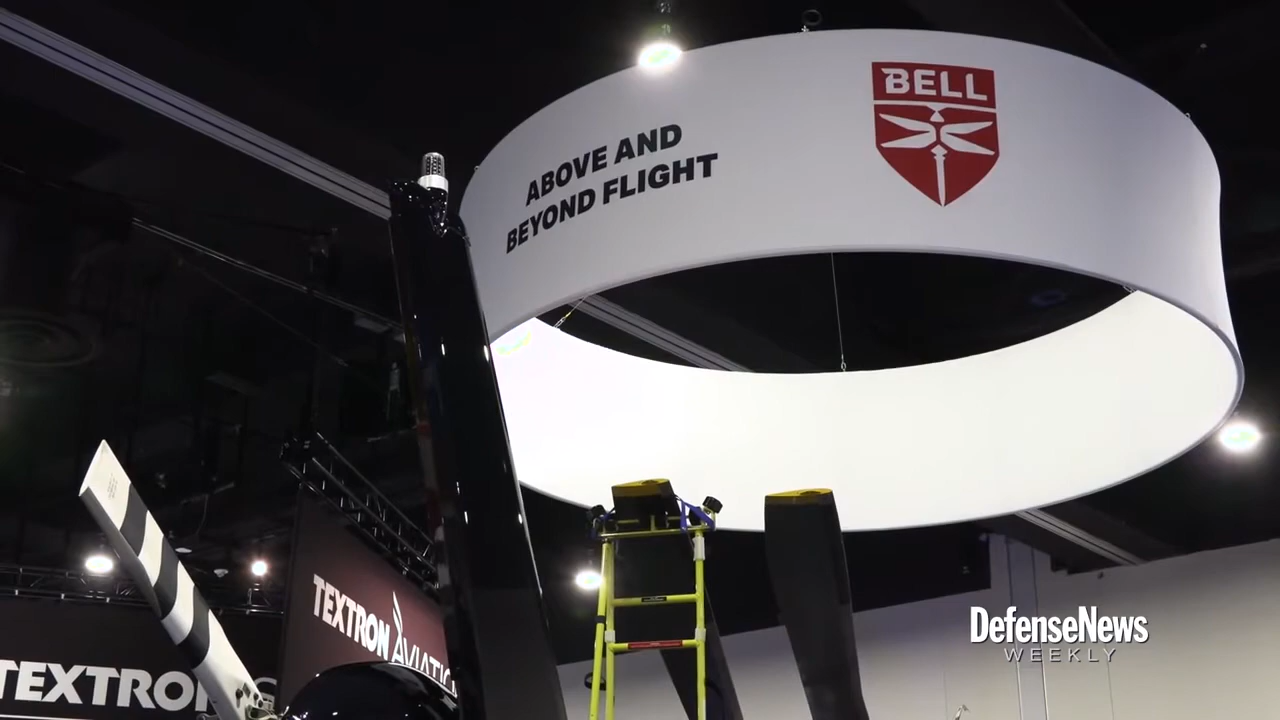 BELL
ABOVE AND
BEYOND FLIGHT
TEXTRON AVIATION
TEXTRON
DefenseNews
WEEKLY